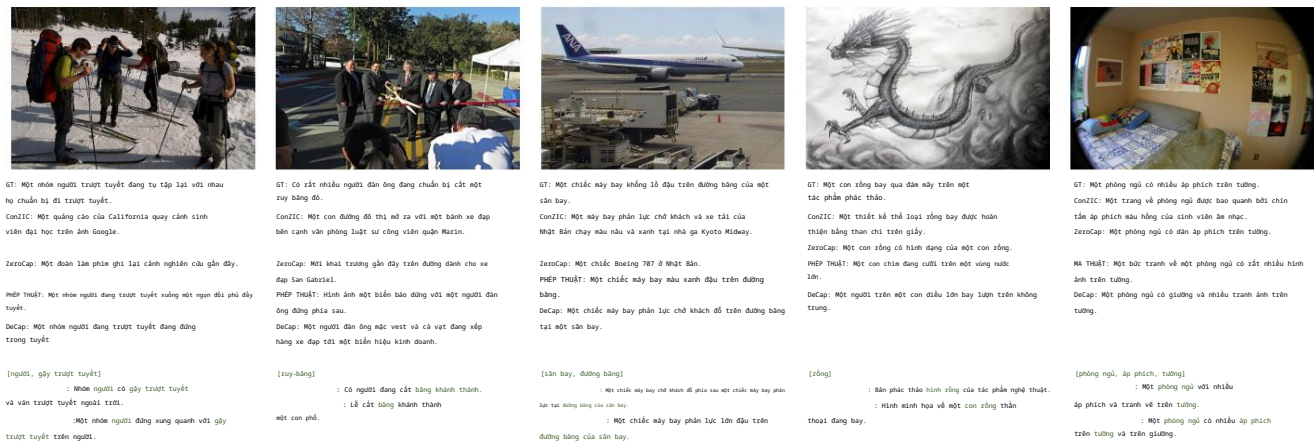 ANA
GT: Một nhóm người trượt tuyết đang tụ tập lại với nhau
họ chuẩn bị đi trượt tuyết.
ConZIC: Một quảng cáo của California quay cảnh sinh
viên đại học trên ảnh Google.
ZeroCap: Một đoàn làm phim ghi lại cảnh nghiên cứu gần đây.
PHÉP THUẬT: Một nhóm người đang trượt tuyết xuống một ngọn đồi phủ đầy
tuyết.
DeCap: Một nhóm người đang trượt tuyết đang đứng
trong tuyết
[người, gậy trượt tuyết]
: Nhóm người có gậy trượt tuyết
và ván trượt tuyết ngoài trời.
:Một nhóm người đứng xung quanh với gậy
trượt tuyết trên người.
GT: Có rất nhiều người đàn ông đang chuẩn bị cắt một
ruy băng đỏ.
ConZIC: Một con đường đô thị mở ra với một bánh xe đạp
bên cạnh văn phòng luật sư công viên quận Marin.
ZeroCap: Mới khai trương gần đây trên đường dành cho xe
đạp San Gabriel.
PHÉP THUẬT: Hình ảnh một biển báo dừng với một người đàn
ông đứng phía sau.
DeCap: Một người đàn ông mặc vest và cà vạt đang xếp
hàng xe đạp tới một biển hiệu kinh doanh.
[ruy-băng]
: Có người đang cắt băng khánh thành.
: Lễ cắt băng khánh thành
một con phố.
GT: Một chiếc máy bay khổng lồ đậu trên đường băng của một
sân bay.
ConZIC: Một máy bay phản lực chở khách và xe tải của
Nhật Bản chạy màu nâu và xanh tại nhà ga Kyoto Midway.
ZeroCap: Một chiếc Boeing 707 ở Nhật Bản.
PHÉP THUẬT: Một chiếc máy bay màu xanh đậu trên đường
băng.
DeCap: Một chiếc máy bay phản lực chở khách đỗ trên đường băng
tại một sân bay.
[sân bay, đường băng]
: Một chiếc máy bay chở khách đỗ phía sau một chiếc máy bay phản
lực tại đường băng của sân bay.
: Một chiếc máy bay phản lực lớn đậu trên
đường băng của sân bay.
GT: Một con rồng bay qua đám mây trên một
tác phẩm phác thảo.
ConZIC: Một thiết kế thể loại rồng bay được hoàn
thiện bằng than chì trên giấy.
ZeroCap: Một con rồng có hình dạng của một con rồng.
PHÉP THUẬT: Một con chim đang cưỡi trên một vùng nước
lớn.
DeCap: Một người trên một con diều lớn bay lượn trên không
trung.
[rồng]
: Bản phác thảo hình rồng của tác phẩm nghệ thuật.
: Hình minh họa về một con rồng thần
thoại đang bay.
GT: Một phòng ngủ có nhiều áp phích trên tường.
ConZIC: Một trang về phòng ngủ được bao quanh bởi chín
tấm áp phích màu hồng của sinh viên âm nhạc.
ZeroCap: Một phòng ngủ có dán áp phích trên tường.
MA THUẬT: Một bức tranh về một phòng ngủ có rất nhiều hình
ảnh trên tường.
DeCap: Một phòng ngủ có giường và nhiều tranh ảnh trên
tường.
[phòng ngủ, áp phích, tường]
: Một phòng ngủ với nhiều
áp phích và tranh vẽ trên tường.
: Một phòng ngủ có nhiều áp phích
trên tường và trên giường.